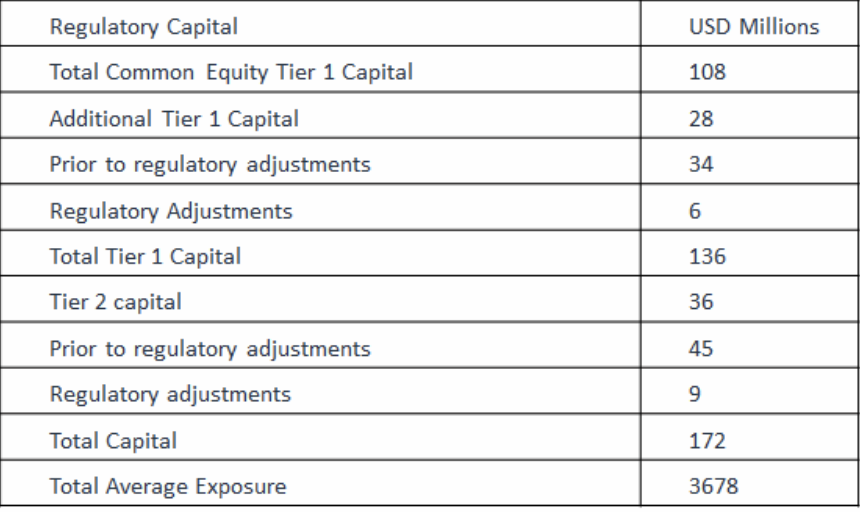 Regulatory Capital USD Millions
Total Common Equity Tier 1 Capital 108
Additional Tier 1 Capital 28
Prior to regulatory adjustments 34
Regulatory Adjustments 6
Total Tier 1 Capital 136
Tier 2 capital 36
Prior to regulatory adjustments 45
Regulatory adjustments 9
Total Capital 172
Total Average Exposure 3678